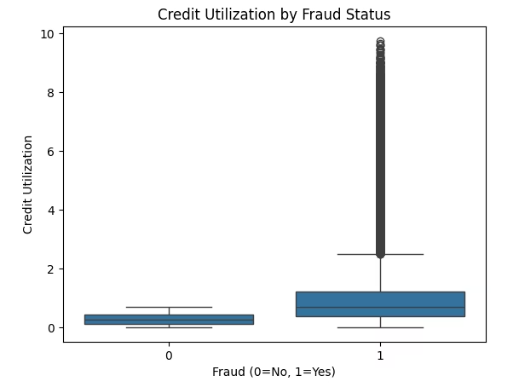 Credit Utilization by Fraud Status
10
8
6
4
2
0
Credit Utilization
0
1
Fraud (0=No, 1=Yes)